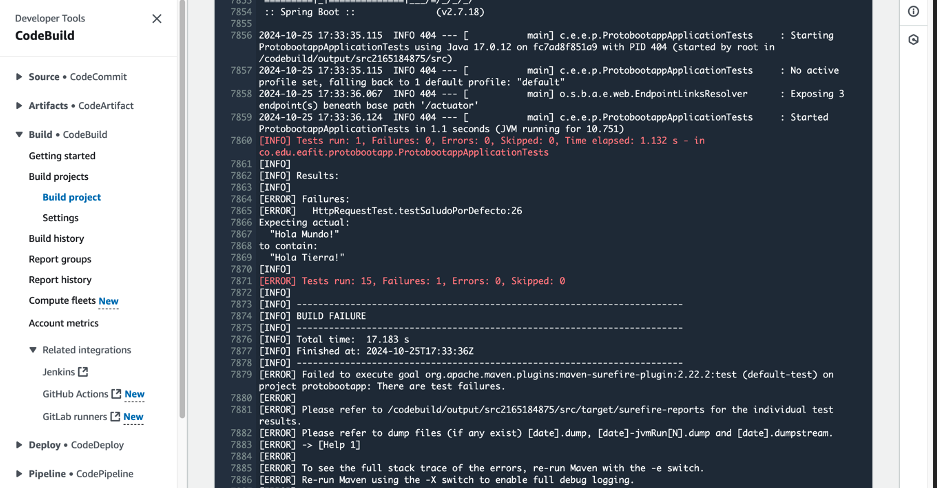 Developer Tools
CodeBuild
Source • CodeCommit
Artifacts • CodeArtifact
Build • CodeBuild
Getting started
Build projects
Build project
Settings
Build history
Report groups
Report history
Compute fleets New
Account metrics
Related integrations
Jenkins
GitHub Actions New
GitLab runners New
Deploy • CodeDeploy
Pipeline • CodePipeline
7854 :: Spring Boot :: (v2.7.18)
7855
7856 2024-10-25 17:33:35.115 INFO 404 --- [ main] c.e.e.p.ProtobootappApplicationTests : Starting
ProtobootappApplicationTests using Java 17.0.12 on fc7ad8f851a9 with PID 404 (started by root in
/codebuild/output/src2165184875/src)
7857 2024-10-25 17:33:35.115 INFO 404 --- [ main] c.e.e.p.ProtobootappApplicationTests : No active
profile set, falling back to 1 default profile: "default"
7858 2024-10-25 17:33:36.067 INFO 404 --- [ main] o.s.b.a.e.web.EndpointLinksResolver : Exposing 3
endpoint(s) beneath base path '/actuator'
7859 2024-10-25 17:33:36.124 INFO 404 --- [ main] c.e.e.p.ProtobootappApplicationTests : Started
ProtobootappApplicationTests in 1.1 seconds (JVM running for 10.751)
7860 [INFO] Tests run: 1, Failures: 0, Errors: 0, Skipped: 0, Time elapsed: 1.132 s - in
co.edu.eafit.protobootapp.ProtobootappApplicationTests
7861 [INFO]
7862 [INFO] Results:
7863 [INFO]
7864 [ERROR] Failures:
7865 [ERROR] HttpRequestTest.testSaludoPorDefecto:26
7866 Expecting actual:
7867 "Hola Mundo!"
7868 to contain:
7869 "Hola Tierra!"
7870 [INFO]
7871 [ERROR] Tests run: 15, Failures: 1, Errors: 0, Skipped: 0
7872 [INFO]
7873 [INFO] ------------------------------------------------------------------------
7874 [INFO] BUILD FAILURE
7875 [INFO] ------------------------------------------------------------------------
7876 [INFO] Total time: 17.183 s
7877 [INFO] Finished at: 2024-10-25T17:33:36Z
7878 [INFO] ------------------------------------------------------------------------
7879 [ERROR] Failed to execute goal org.apache.maven.plugins:maven-surefire-plugin:2.22.2:test (default-test) on
project protobootapp: There are test failures.
7880 [ERROR]
7881 [ERROR] Please refer to /codebuild/output/src2165184875/src/target/surefire-reports for the individual test
results.
7882 [ERROR] Please refer to dump files (if any exist) [date].dump, [date]-jvmRun[N].dump and [date].dumpstream.
7883 [ERROR] -> [Help 1]
7884 [ERROR]
7885 [ERROR] To see the full stack trace of the errors, re-run Maven with the -e switch.
7886 [ERROR] Re-run Maven using the -X switch to enable full debug logging.